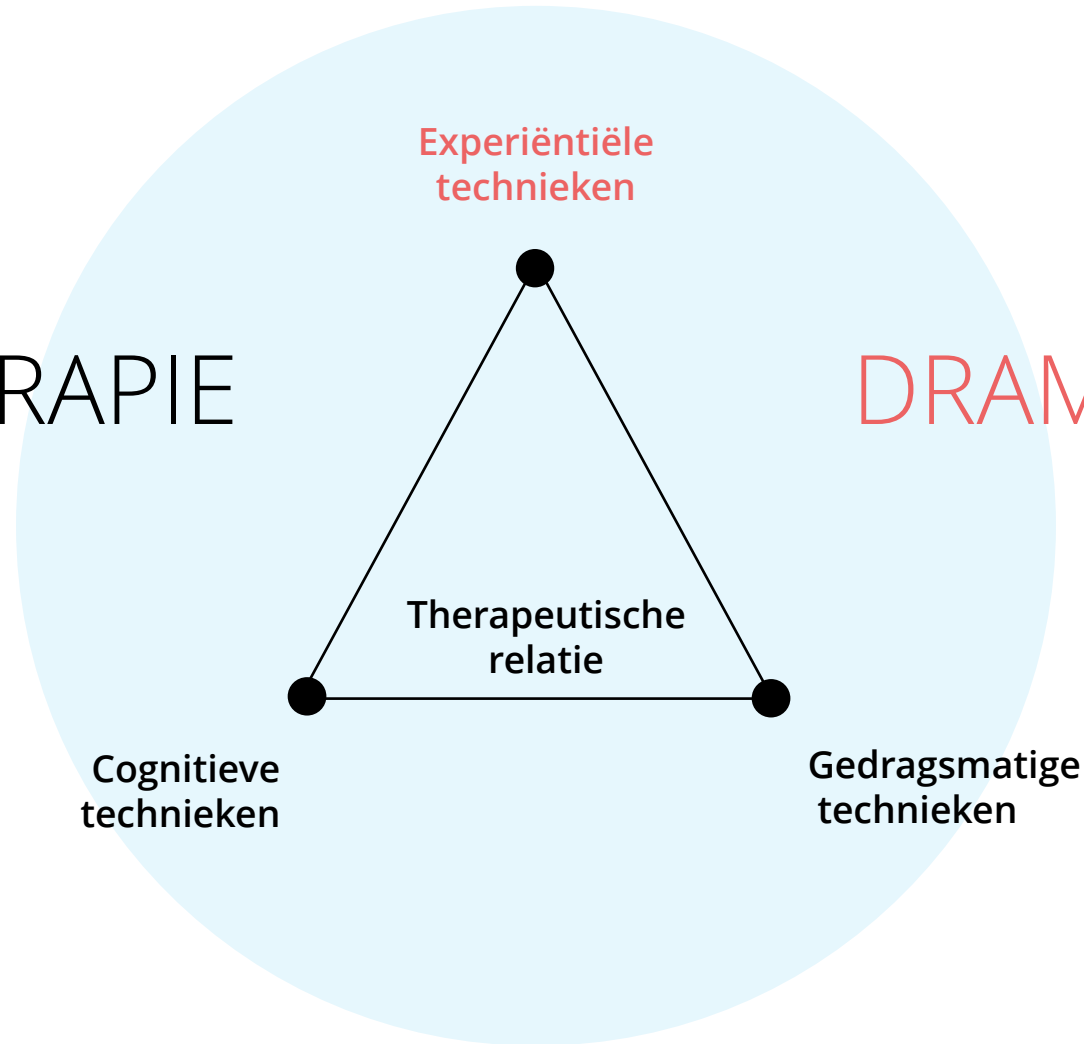 Experiëntiële
technieken
RAPIE
DRAM
Therapeutische
relatie
Cognitieve
technieken
Gedragsmatige
technieken